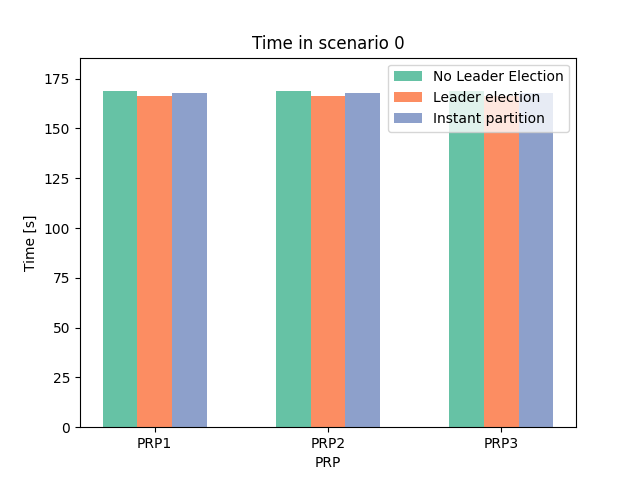 Time in scenario 0
No Leader Election
Leader election
Instant partition
175
150
125
100
75
50
25
0
Time [s]
PRP1 PRP2 PRP3
PRP